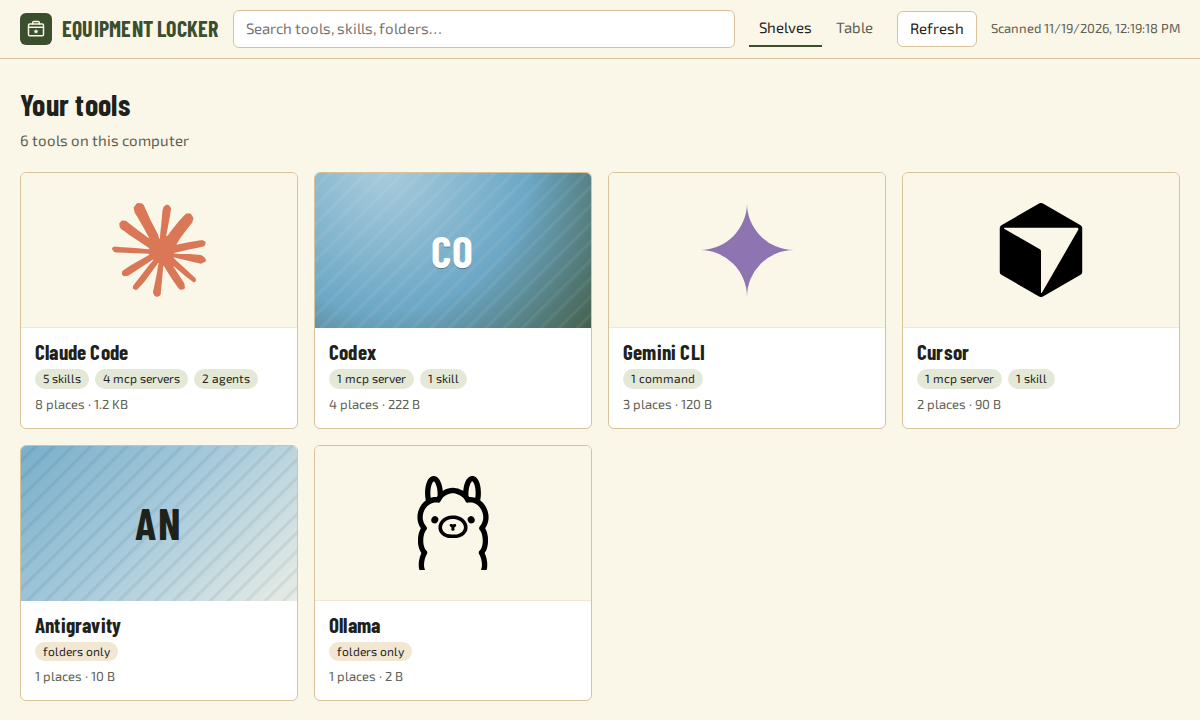 EQUIPMENT LOCKER
Search tools, skills, folders…
Shelves
Table
Refresh
Scanned 11/19/2026, 12:19:18 PM
Your tools
6 tools on this computer
Claude Code
5 skills
4 mcp servers
2 agents
8 places · 1.2 KB
CO
Codex
1 mcp server
1 skill
4 places · 222 B
Gemini CLI
1 command
3 places · 120 B
Cursor
1 mcp server
1 skill
2 places · 90 B
AN
Antigravity
folders only
1 places · 10 B
Ollama
folders only
1 places · 2 B